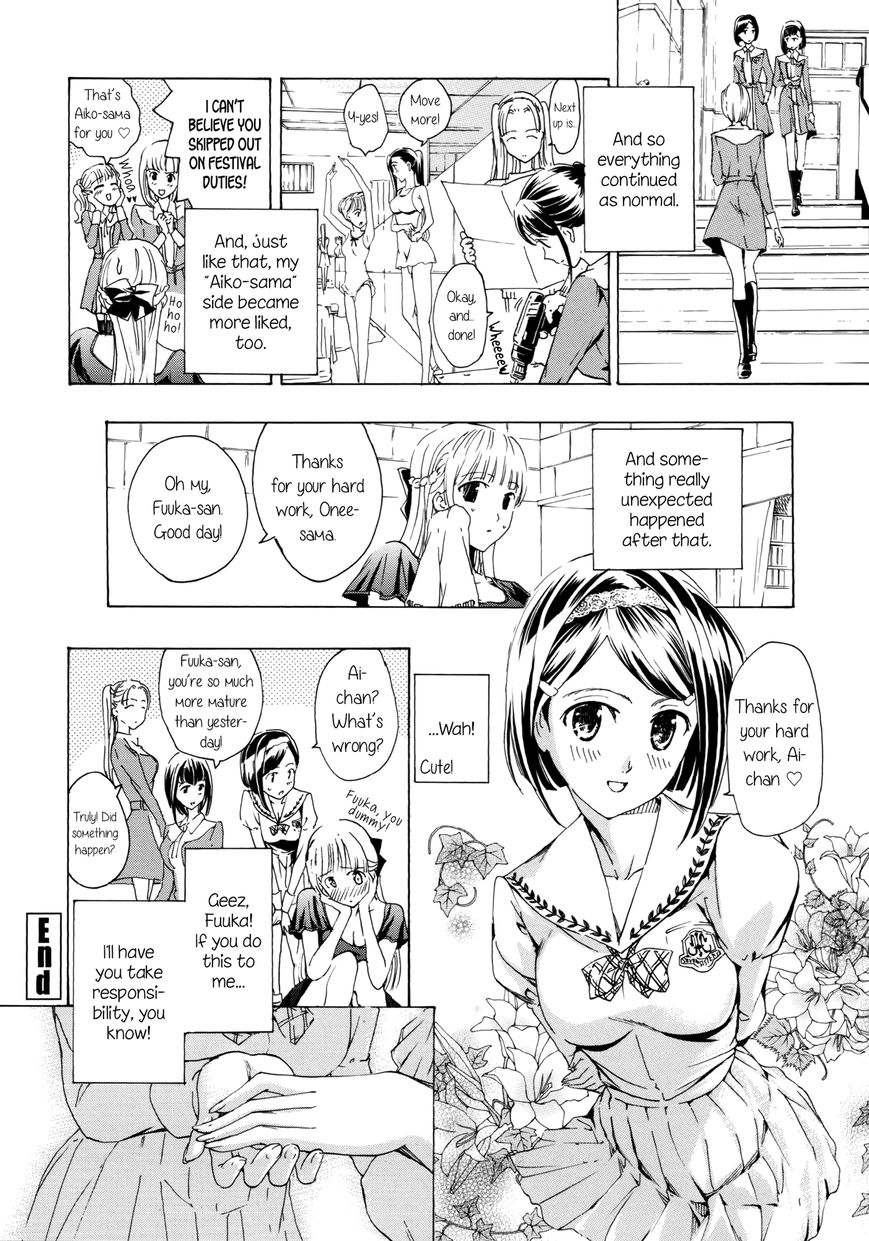 And so
everything
continued
as normal.
Next
up is...
Move
more!
Y-yes!
Okay,
and...
done!
Wheeeee♥
I CAN'T
BELIEVE YOU
SKIPPED OUT
ON FESTIVAL
DUTIES!
That's
Aiko-sama
for you ♡
Whoa♥♥
Ho
ho
ho!
And, just
like that, my
"Aiko-sama"
side became
more liked,
too.
And some-
thing really
unexpected
happened
after that.
Thanks
for your hard
work, Onee-
sama.
Oh my,
Fuuka-san.
Good day!
Thanks for
your hard
work, Ai-
chan ♡
...Wah!
Cute!
Ai-
chan?
What's
wrong?
Fuuka-san,
you're so much
more mature
than yester-
day!
Truly! Did
something
happen?
Fuuka, you
dummy!
Geez,
Fuuka!
If you do
this to
me...
I'll have
you take
responsi-
bility, you
know!
End